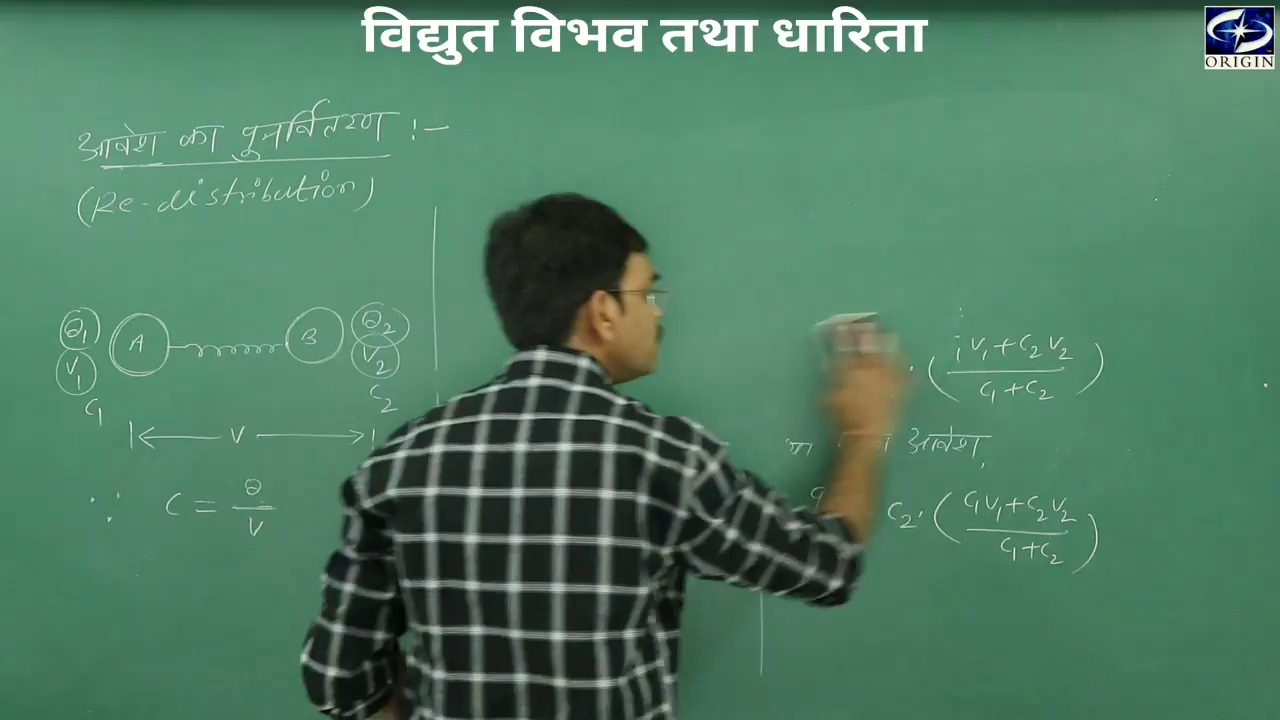 विद्युत विभव तथा धारिता
ORIGIN
आवेश का पुनर्वितरण :-
(Re-distribution)
Q₁ A B Q₂
V₁ V₂
C₁ C₂
V
∵ C = Q/V
(V₁+C₂V₂ / C₁+C₂)
आवेश,
C₂.(C₁V₁+C₂V₂ / C₁+C₂)